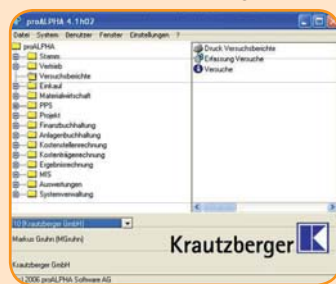 proALPHA 4.1h02
Datei System Benutzer Fenster Einstellungen ?
proALPHA
Stamm
Vertrieb
Versuchsberichte
Einkauf
Materialwirtschaft
PPS
Projekt
Finanzbuchhaltung
Anlagenbuchhaltung
Kostenstellenrechnung
Kostenträgerrechnung
Ergebnisrechnung
MIS
Auswertungen
Systemverwaltung
Druck Versuchsberichte
Erfassung Versuche
Versuche
10 (Krautzberger GmbH)
Markus Gruhn (MGruhn)
Krautzberger
Krautzberger GmbH
2006 proALPHA Software AG